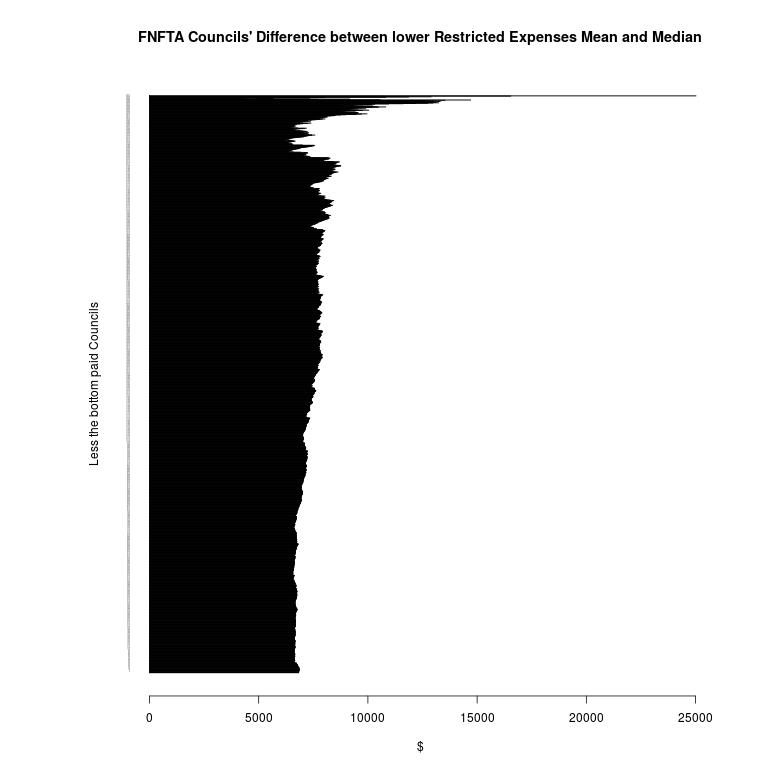 FNFTA Councils' Difference between lower Restricted Expenses Mean and Median
Less the bottom paid Councils
0 5000 10000 15000 20000 25000
$